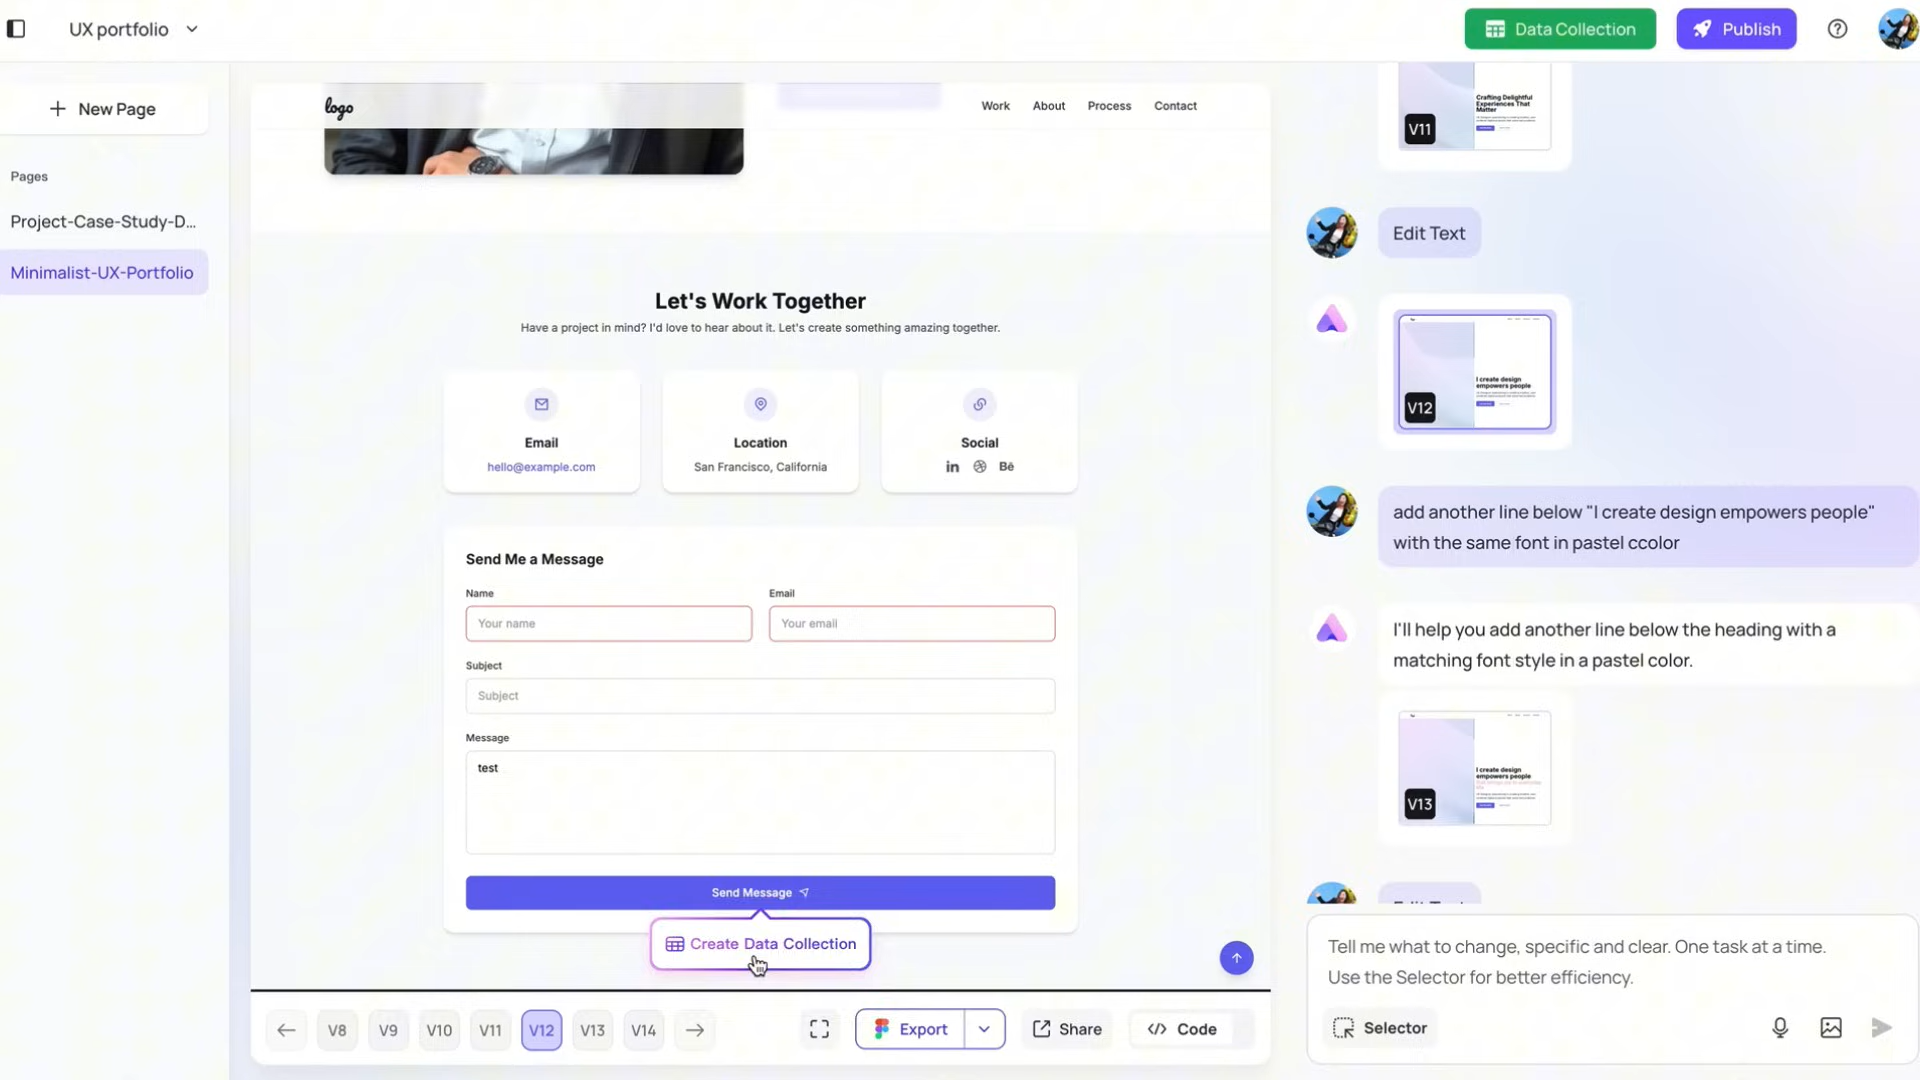 UX portfolio
Data Collection
Publish
New Page
Pages
Project-Case-Study-D...
Minimalist-UX-Portfolio
logo
Work
About
Process
Contact
Let's Work Together
Have a project in mind? I'd love to hear about it. Let's create something amazing together.
Email
hello@example.com
Location
San Francisco, California
Social
in
Bē
Send Me a Message
Name
Email
Your name
Your email
Subject
Subject
Message
test
Send Message
Create Data Collection
V8
V9
V10
V11
V12
V13
V14
Export
Share
</> Code
Crafting Delightful
Experiences That
Matter
V11
Edit Text
I create design
empowers people
V12
add another line below "I create design empowers people"
with the same font in pastel ccolor
I'll help you add another line below the heading with a
matching font style in a pastel color.
I create design
empowers people
V13
Edit Text
Tell me what to change, specific and clear. One task at a time.
Use the Selector for better efficiency.
Selector